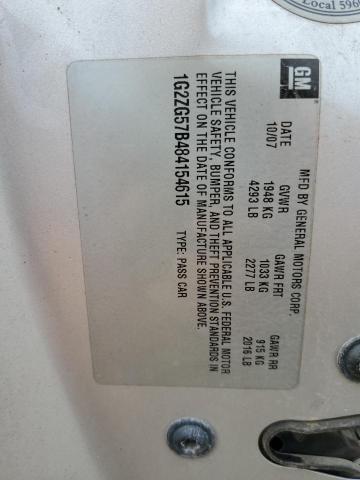 Local 596
GM
MFD BY GENERAL MOTORS CORP.
DATE GVWR GAWR FRT GAWR RR
10/07 1948 KG 1033 KG 915 KG
4293 LB 2277 LB 2016 LB
THIS VEHICLE CONFORMS TO ALL APPLICABLE U.S. FEDERAL MOTOR
VEHICLE SAFETY, BUMPER, AND THEFT PREVENTION STANDARDS IN
EFFECT ON THE DATE OF MANUFACTURE SHOWN ABOVE.
1G2ZG57B484154615 TYPE: PASS CAR